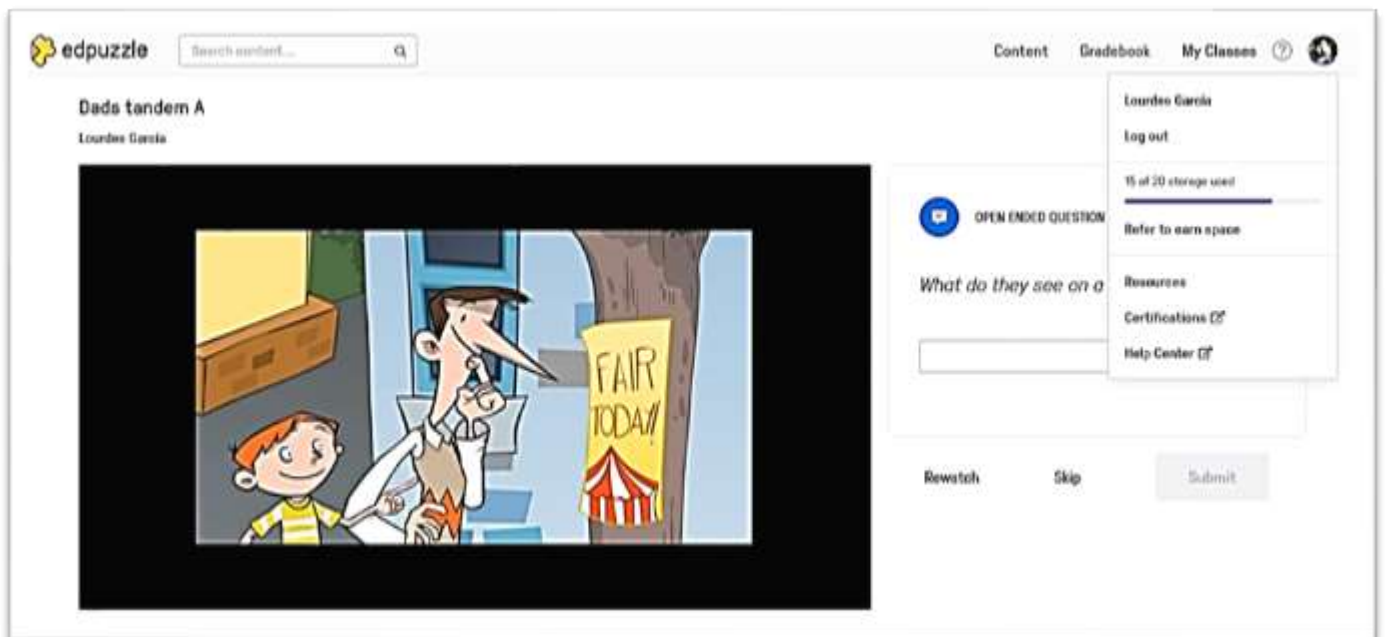 edpuzzle
Search content...
Content
Gradebook
My Classes
?
Dads tandem A
Lourdes García
Lourdes García
Log out
15 of 20 storage used
Refer to earn space
Resources
Certifications
Help Center
OPEN ENDED QUESTION
What do they see on a
FAIR
TODAY!!
Rewatch
Skip
Submit